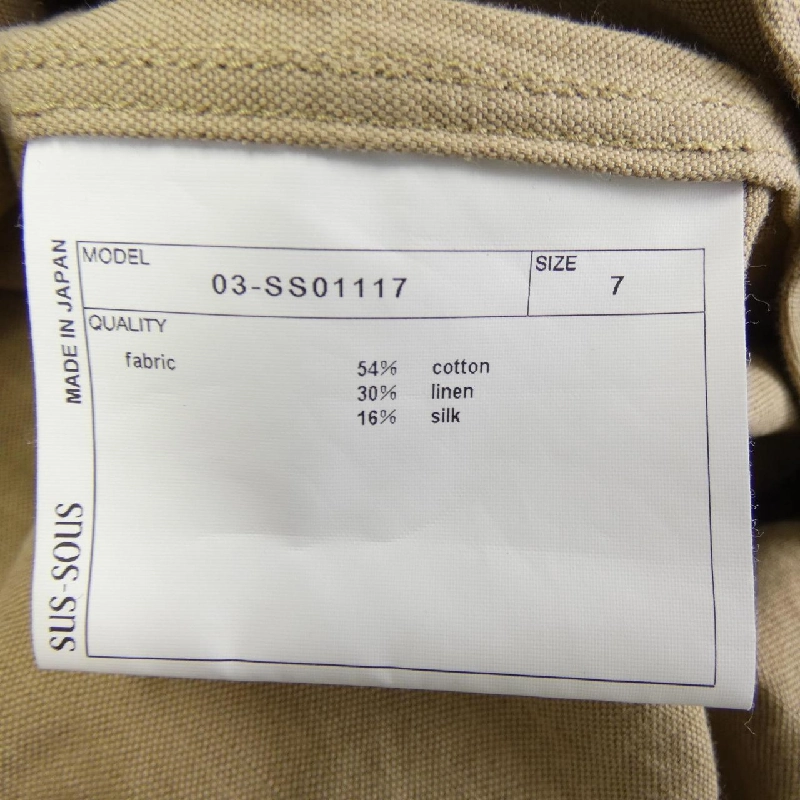 MADE IN JAPAN
SUS-SOUS
MODEL
03-SS01117
SIZE
7
QUALITY
fabric 54% cotton
30% linen
16% silk